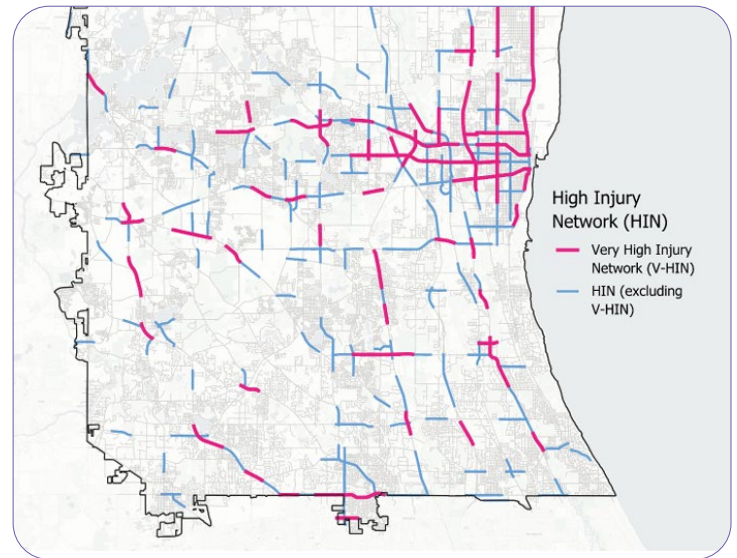 High Injury
Network (HIN)
Very High Injury
Network (V-HIN)
HIN (excluding
V-HIN)